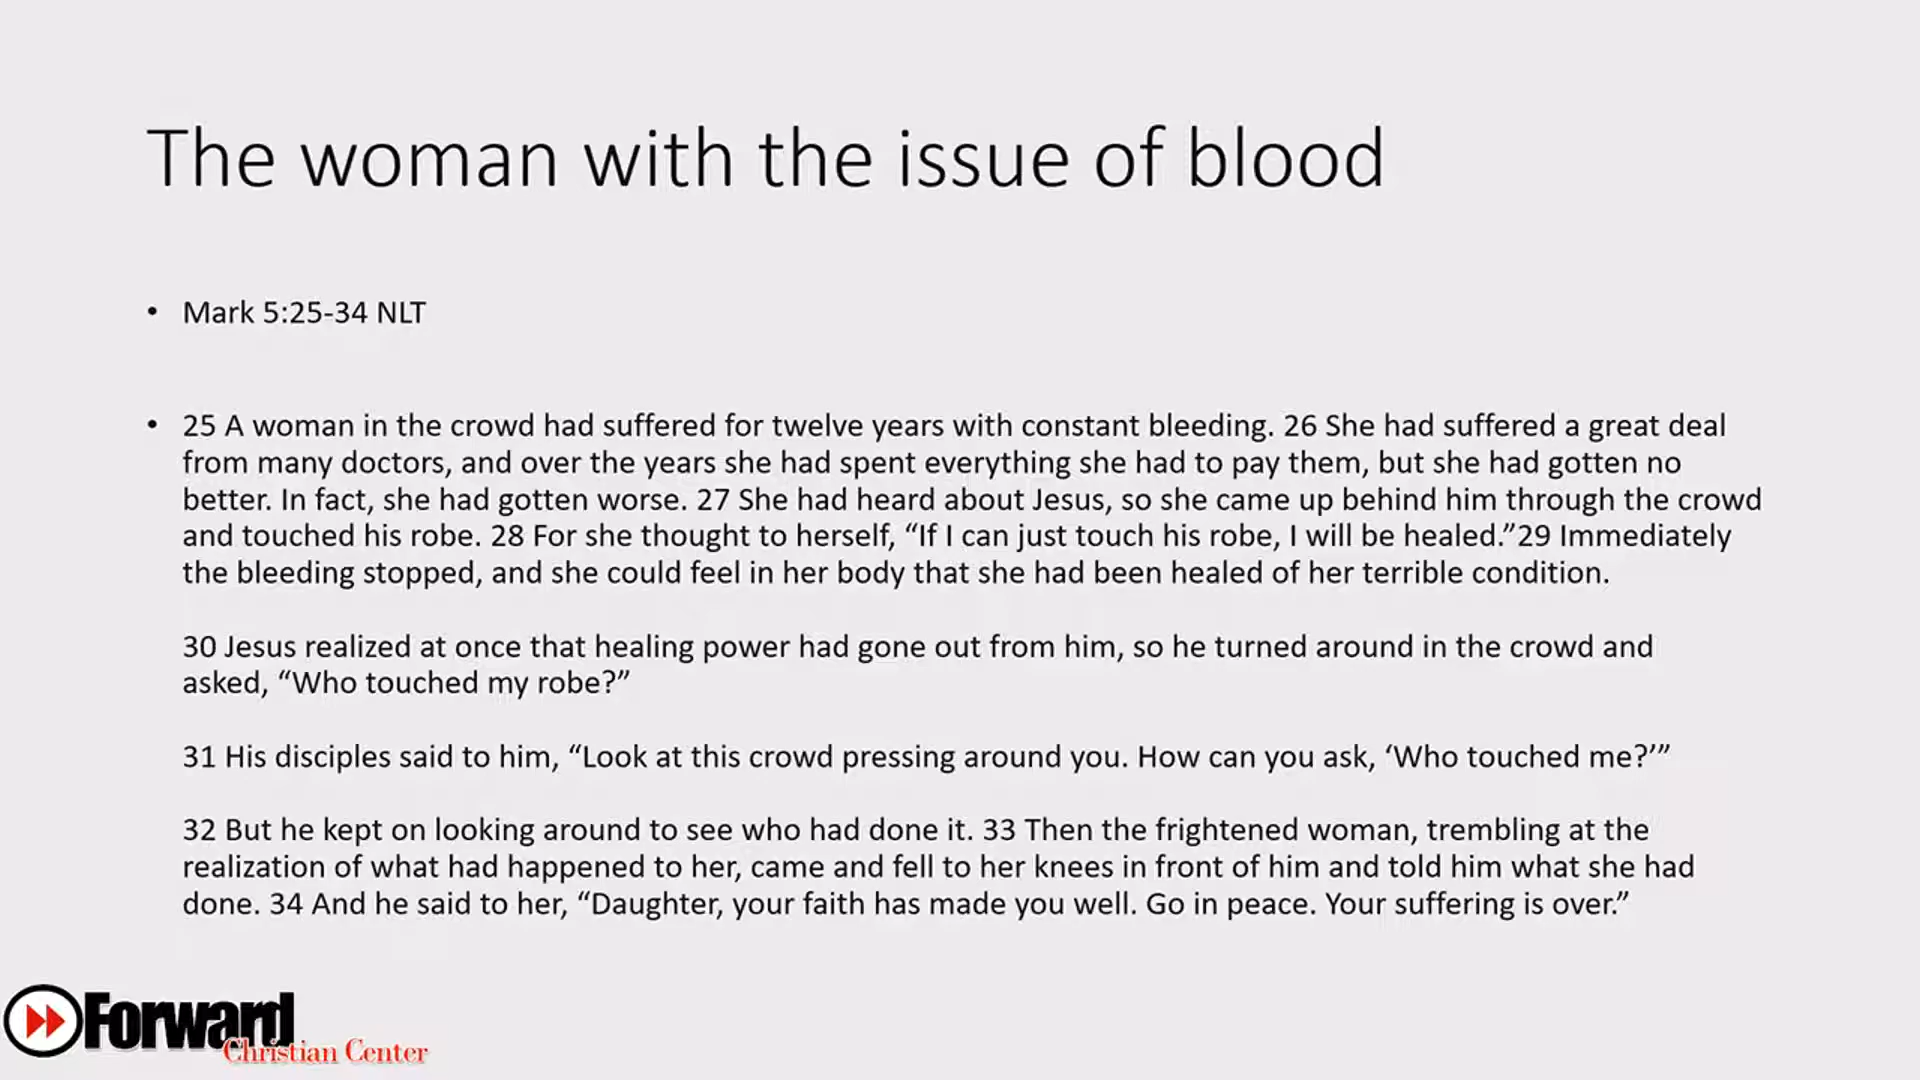 The woman with the issue of blood
• Mark 5:25-34 NLT
• 25 A woman in the crowd had suffered for twelve years with constant bleeding. 26 She had suffered a great deal
from many doctors, and over the years she had spent everything she had to pay them, but she had gotten no
better. In fact, she had gotten worse. 27 She had heard about Jesus, so she came up behind him through the crowd
and touched his robe. 28 For she thought to herself, “If I can just touch his robe, I will be healed.”29 Immediately
the bleeding stopped, and she could feel in her body that she had been healed of her terrible condition.
30 Jesus realized at once that healing power had gone out from him, so he turned around in the crowd and
asked, “Who touched my robe?”
31 His disciples said to him, “Look at this crowd pressing around you. How can you ask, ‘Who touched me?’”
32 But he kept on looking around to see who had done it. 33 Then the frightened woman, trembling at the
realization of what had happened to her, came and fell to her knees in front of him and told him what she had
done. 34 And he said to her, “Daughter, your faith has made you well. Go in peace. Your suffering is over.”
Forward
Christian Center